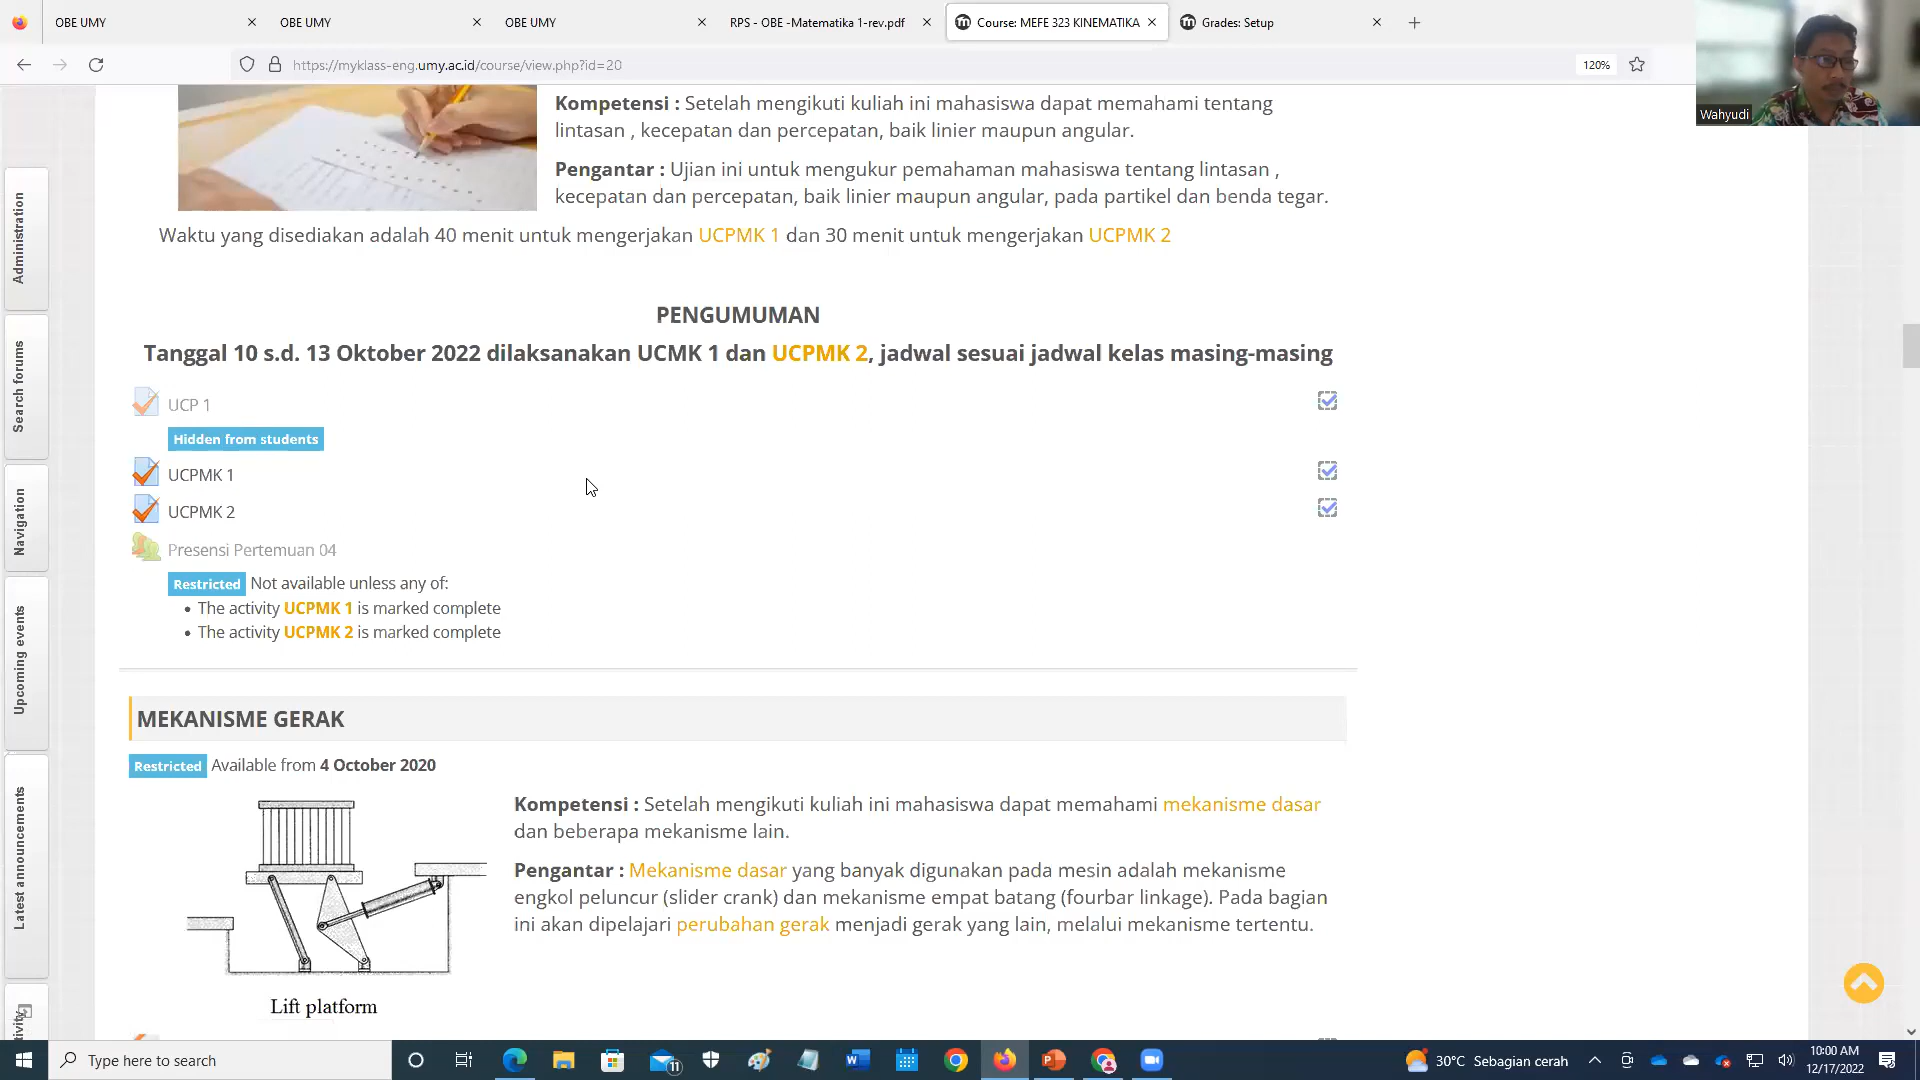 OBE UMY
OBE UMY
OBE UMY
RPS - OBE -Matematika 1-rev.pdf
Course: MEFE 323 KINEMATIKA
Grades: Setup
https://myklass-eng.umy.ac.id/course/view.php?id=20
120%
Wahyudi
Administration
Search forums
Navigation
Upcoming events
Latest announcements
Kompetensi : Setelah mengikuti kuliah ini mahasiswa dapat memahami tentang
lintasan , kecepatan dan percepatan, baik linier maupun angular.
Pengantar : Ujian ini untuk mengukur pemahaman mahasiswa tentang lintasan ,
kecepatan dan percepatan, baik linier maupun angular, pada partikel dan benda tegar.
Waktu yang disediakan adalah 40 menit untuk mengerjakan UCPMK 1 dan 30 menit untuk mengerjakan UCPMK 2
PENGUMUMAN
Tanggal 10 s.d. 13 Oktober 2022 dilaksanakan UCMK 1 dan UCPMK 2, jadwal sesuai jadwal kelas masing-masing
UCP 1
Hidden from students
UCPMK 1
UCPMK 2
Presensi Pertemuan 04
Restricted Not available unless any of:
• The activity UCPMK 1 is marked complete
• The activity UCPMK 2 is marked complete
MEKANISME GERAK
Restricted Available from 4 October 2020
Kompetensi : Setelah mengikuti kuliah ini mahasiswa dapat memahami mekanisme dasar
dan beberapa mekanisme lain.
Pengantar : Mekanisme dasar yang banyak digunakan pada mesin adalah mekanisme
engkol peluncur (slider crank) dan mekanisme empat batang (fourbar linkage). Pada bagian
ini akan dipelajari perubahan gerak menjadi gerak yang lain, melalui mekanisme tertentu.
Lift platform
Type here to search
11
30°C Sebagian cerah
10:00 AM
12/17/2022